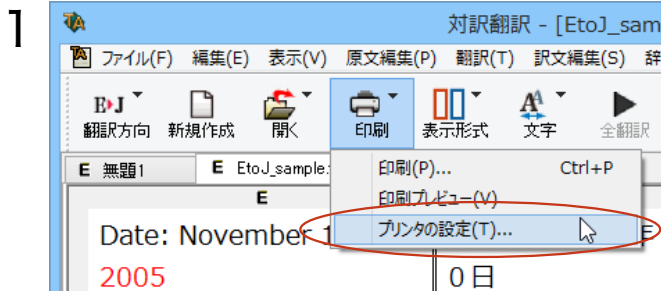 1
対訳翻訳 - [EtoJ_sam
ファイル(F) 編集(E) 表示(V) 原文編集(P) 翻訳(T) 訳文編集(S) 辞
E▸J
翻訳方向 新規作成 開く 印刷 表示形式 文字 全翻訳
E 無題1 E EtoJ_sample.
印刷(P)... Ctrl+P
E 印刷プレビュー(V)
プリンタの設定(T)...
Date: November 1
2005 0日